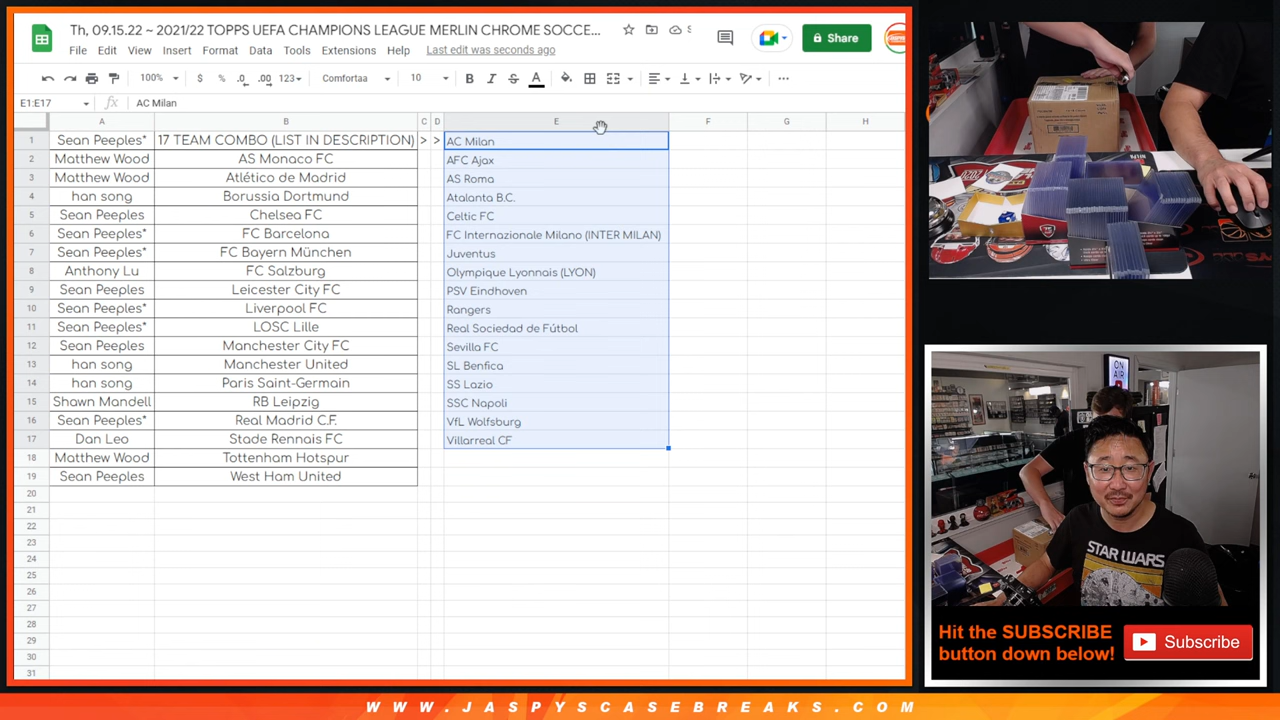 Th, 09.15.22 ~ 2021/22 TOPPS UEFA CHAMPIONS LEAGUE MERLIN CHROME SOCCE...
File Edit View Insert Format Data Tools Extensions Help Last edit was seconds ago
Share
100% $ % .0 .00 123 Comfortaa 10 B I S A
E1:E17 fx AC Milan
A B C D E F G H
1 Sean Peeples* 17 TEAM COMBO (LIST IN DESCRIPTION) > > AC Milan
2 Matthew Wood AS Monaco FC AFC Ajax
3 Matthew Wood Atlético de Madrid AS Roma
4 han song Borussia Dortmund Atalanta B.C.
5 Sean Peeples Chelsea FC Celtic FC
6 Sean Peeples* FC Barcelona FC Internazionale Milano (INTER MILAN)
7 Sean Peeples* FC Bayern München Juventus
8 Anthony Lu FC Salzburg Olympique Lyonnais (LYON)
9 Sean Peeples Leicester City FC PSV Eindhoven
10 Sean Peeples* Liverpool FC Rangers
11 Sean Peeples* LOSC Lille Real Sociedad de Fútbol
12 Sean Peeples Manchester City FC Sevilla FC
13 han song Manchester United SL Benfica
14 han song Paris Saint-Germain SS Lazio
15 Shawn Mandell RB Leipzig SSC Napoli
16 Sean Peeples* Real Madrid C.F. VfL Wolfsburg
17 Dan Leo Stade Rennais FC Villarreal CF
18 Matthew Wood Tottenham Hotspur
19 Sean Peeples West Ham United
20
21
22
23
24
25
26
27
28
29
30
31
ON AIR
STAR WARS
Hit the SUBSCRIBE
button down below!
Subscribe
WWW.JASPYSCASEBREAKS.COM